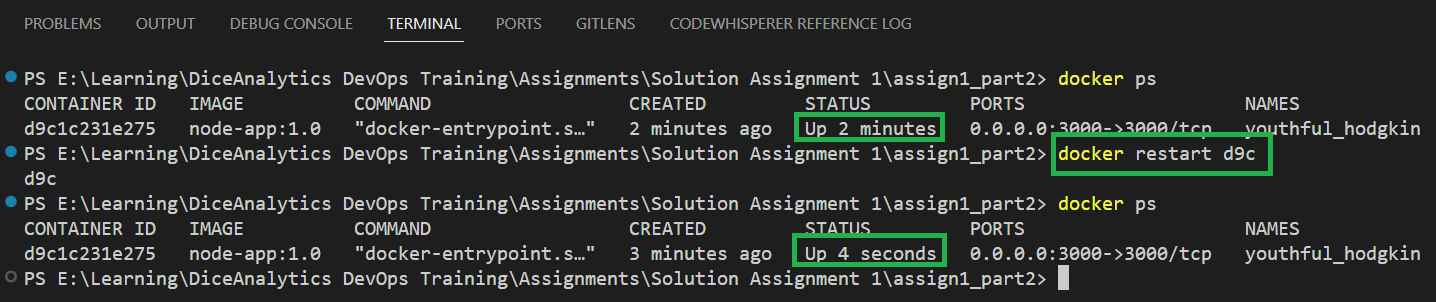 PROBLEMS OUTPUT DEBUG CONSOLE TERMINAL PORTS GITLENS CODEWHISPERER REFERENCE LOG
PS E:\Learning\DiceAnalytics DevOps Training\Assignments\Solution Assignment 1\assign1_part2> docker ps
CONTAINER ID IMAGE COMMAND CREATED STATUS PORTS NAMES
d9c1c231e275 node-app:1.0 "docker-entrypoint.s…" 2 minutes ago Up 2 minutes 0.0.0.0:3000->3000/tcp youthful_hodgkin
PS E:\Learning\DiceAnalytics DevOps Training\Assignments\Solution Assignment 1\assign1_part2> docker restart d9c
d9c
PS E:\Learning\DiceAnalytics DevOps Training\Assignments\Solution Assignment 1\assign1_part2> docker ps
CONTAINER ID IMAGE COMMAND CREATED STATUS PORTS NAMES
d9c1c231e275 node-app:1.0 "docker-entrypoint.s…" 3 minutes ago Up 4 seconds 0.0.0.0:3000->3000/tcp youthful_hodgkin
PS E:\Learning\DiceAnalytics DevOps Training\Assignments\Solution Assignment 1\assign1_part2>